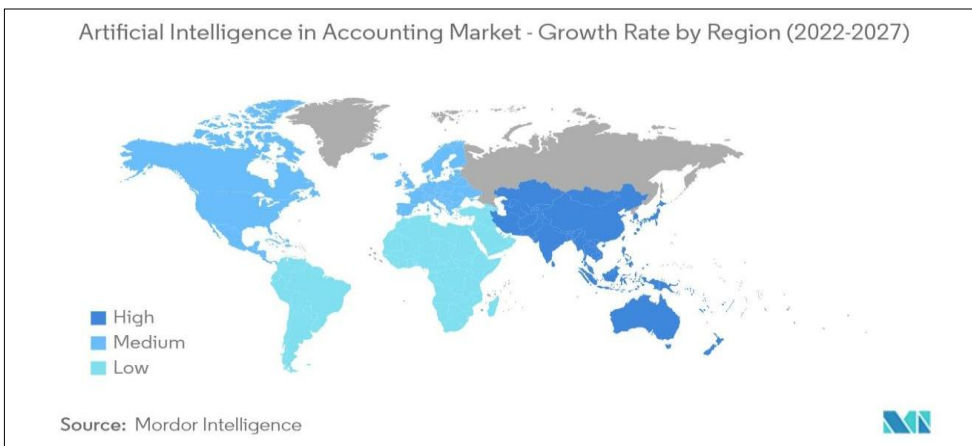 Artificial Intelligence in Accounting Market - Growth Rate by Region (2022-2027)
High
Medium
Low
Source: Mordor Intelligence